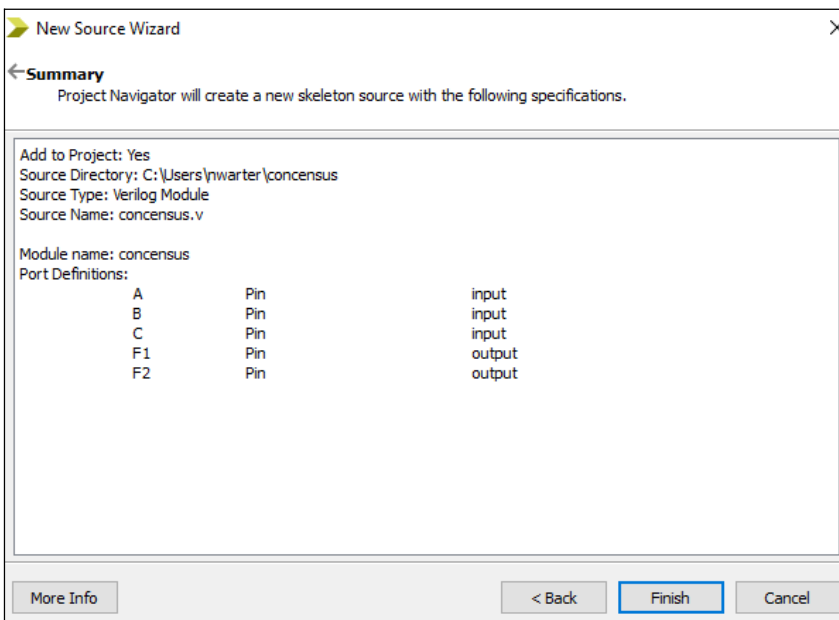 New Source Wizard
Summary
Project Navigator will create a new skeleton source with the following specifications.
Add to Project: Yes
Source Directory: C:\Users\nwarter\concensus
Source Type: Verilog Module
Source Name: concensus.v
Module name: concensus
Port Definitions:
A Pin input
B Pin input
C Pin input
F1 Pin output
F2 Pin output
More Info < Back Finish Cancel